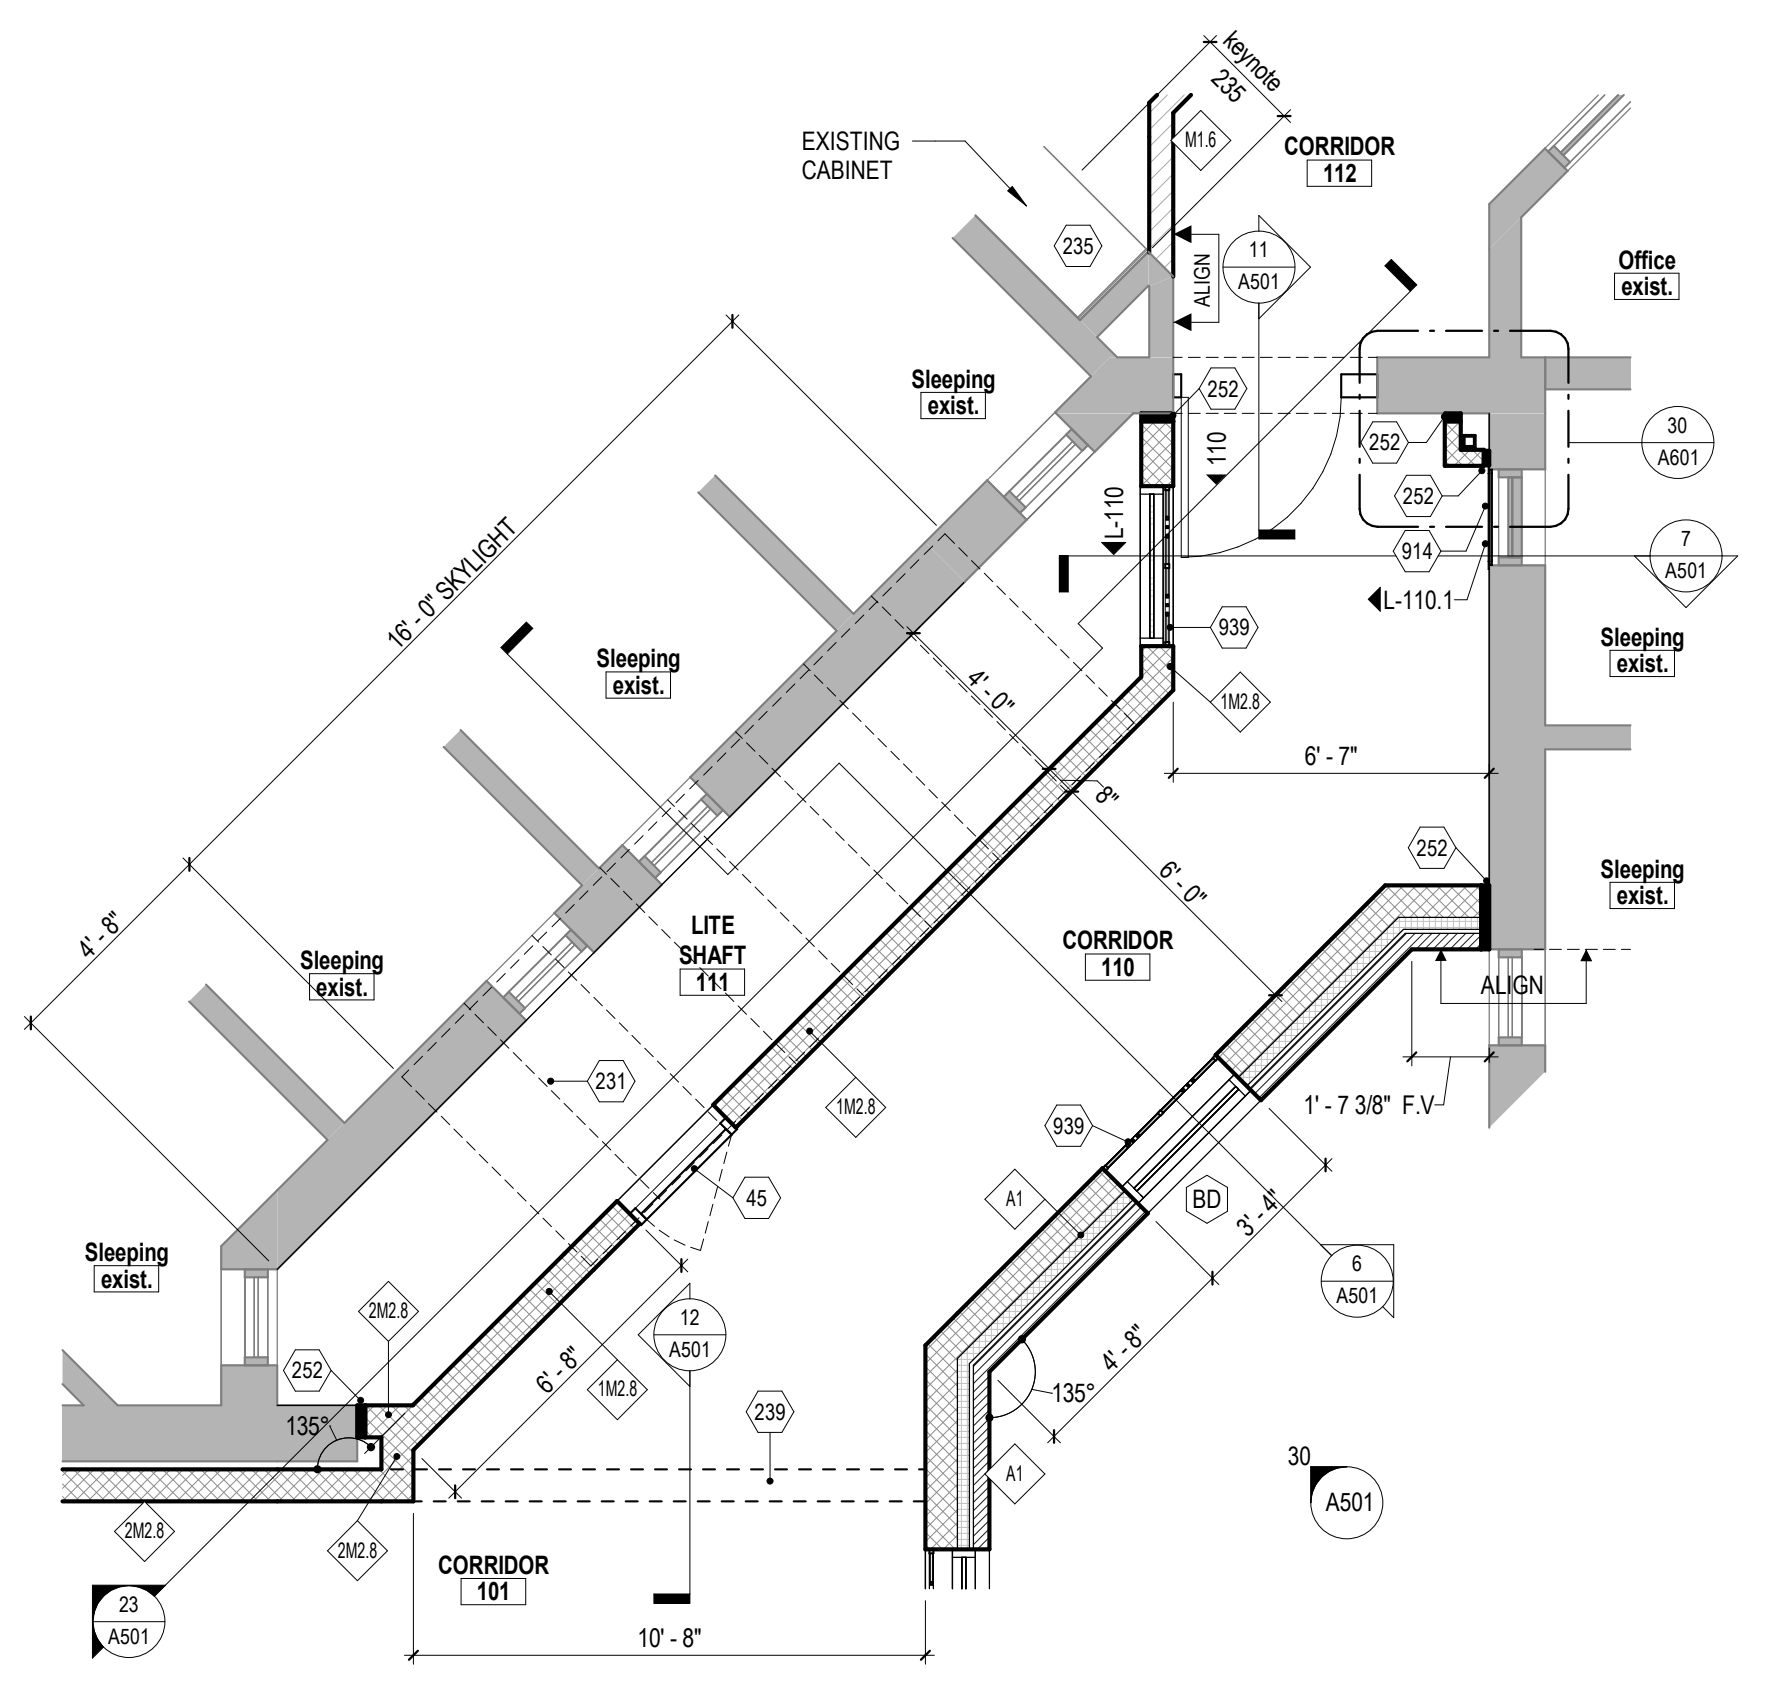 keynote
235
M1.6
EXISTING
CABINET
CORRIDOR
112
235
ALIGN
11
A501
Office
exist.
Sleeping
exist.
252
252
30
A601
110
L-110
252
914
7
A501
L-110.1
16' - 0" SKYLIGHT
939
Sleeping
exist.
Sleeping
exist.
4' - 0"
1M2.8
6' - 7"
8"
252
6' - 0"
Sleeping
exist.
4' - 8"
LITE
SHAFT
111
CORRIDOR
110
Sleeping
exist.
ALIGN
231
1M2.8
1' - 7 3/8" F.V
939
45
A1
BD
3' - 4"
Sleeping
exist.
6
A501
2M2.8
12
A501
4' - 8"
252
6' - 8"
1M2.8
135°
135°
239
30
A501
A1
2M2.8
2M2.8
CORRIDOR
101
23
A501
10' - 8"